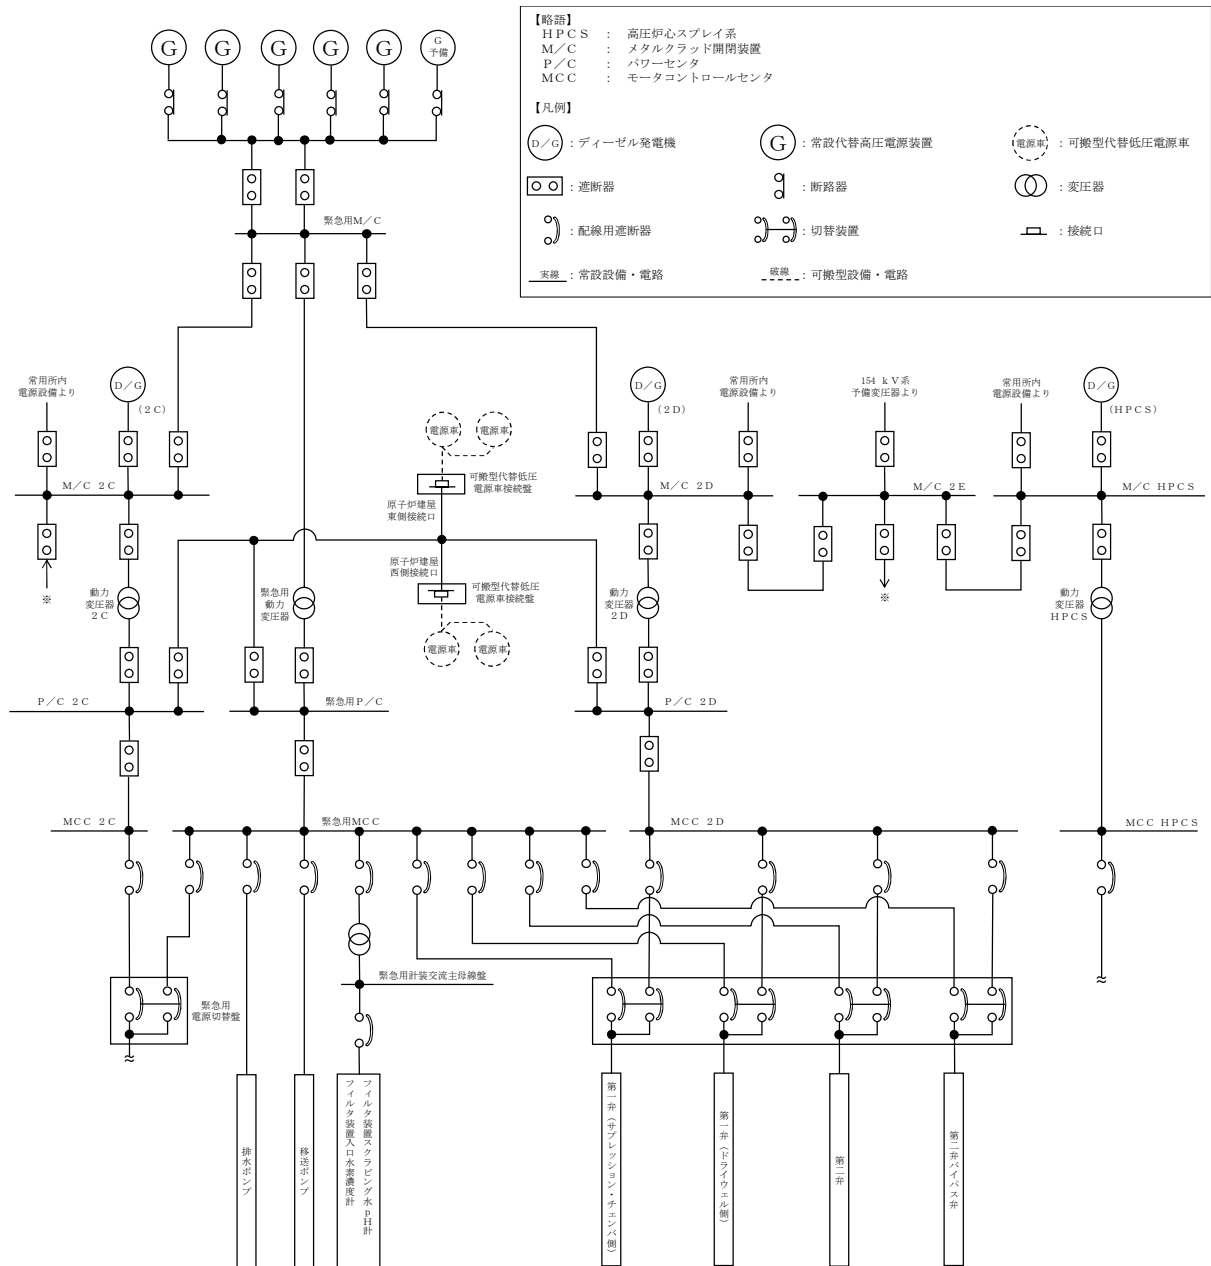 【略語】
ＨＰＣＳ ： 高圧炉心スプレイ系
Ｍ／Ｃ ： メタルクラッド開閉装置
Ｐ／Ｃ ： パワーセンタ
ＭＣＣ ： モータコントロールセンタ
【凡例】
Ｄ／Ｇ ：ディーゼル発電機
Ｇ ：常設代替高圧電源装置
電源車 ：可搬型代替低圧電源車
：遮断器
：断路器
：変圧器
：配線用遮断器
：切替装置
：接続口
実線 ：常設設備・電路
破線 ：可搬型設備・電路
Ｇ
Ｇ
Ｇ
Ｇ
Ｇ
Ｇ
予備
緊急用Ｍ／Ｃ
常用所内
電源設備より
Ｄ／Ｇ
（２Ｃ）
Ｄ／Ｇ
（２Ｄ）
常用所内
電源設備より
154 ｋＶ系
予備変圧器より
常用所内
電源設備より
Ｄ／Ｇ
（ＨＰＣＳ）
電源車
電源車
可搬型代替低圧
電源車接続盤
Ｍ／Ｃ ２Ｃ
Ｍ／Ｃ ２Ｄ
Ｍ／Ｃ ２Ｅ
Ｍ／Ｃ ＨＰＣＳ
原子炉建屋
東側接続口
原子炉建屋
西側接続口
可搬型代替低圧
電源車接続盤
※
動力
変圧器
２Ｃ
緊急用
動力
変圧器
動力
変圧器
２Ｄ
※
動力
変圧器
ＨＰＣＳ
電源車
電源車
Ｐ／Ｃ ２Ｃ
緊急用Ｐ／Ｃ
Ｐ／Ｃ ２Ｄ
ＭＣＣ ２Ｃ
緊急用ＭＣＣ
ＭＣＣ ２Ｄ
ＭＣＣ ＨＰＣＳ
緊急用計装交流主母線盤
緊急用
電源切替盤
排水ポンプ
移送ポンプ
フィルタ装置スクラビング水ｐＨ計
フィルタ装置入口水素濃度計
第一弁（サプレッション・チェンバ側）
第一弁（ドライウェル側）
第二弁
第二弁バイパス弁